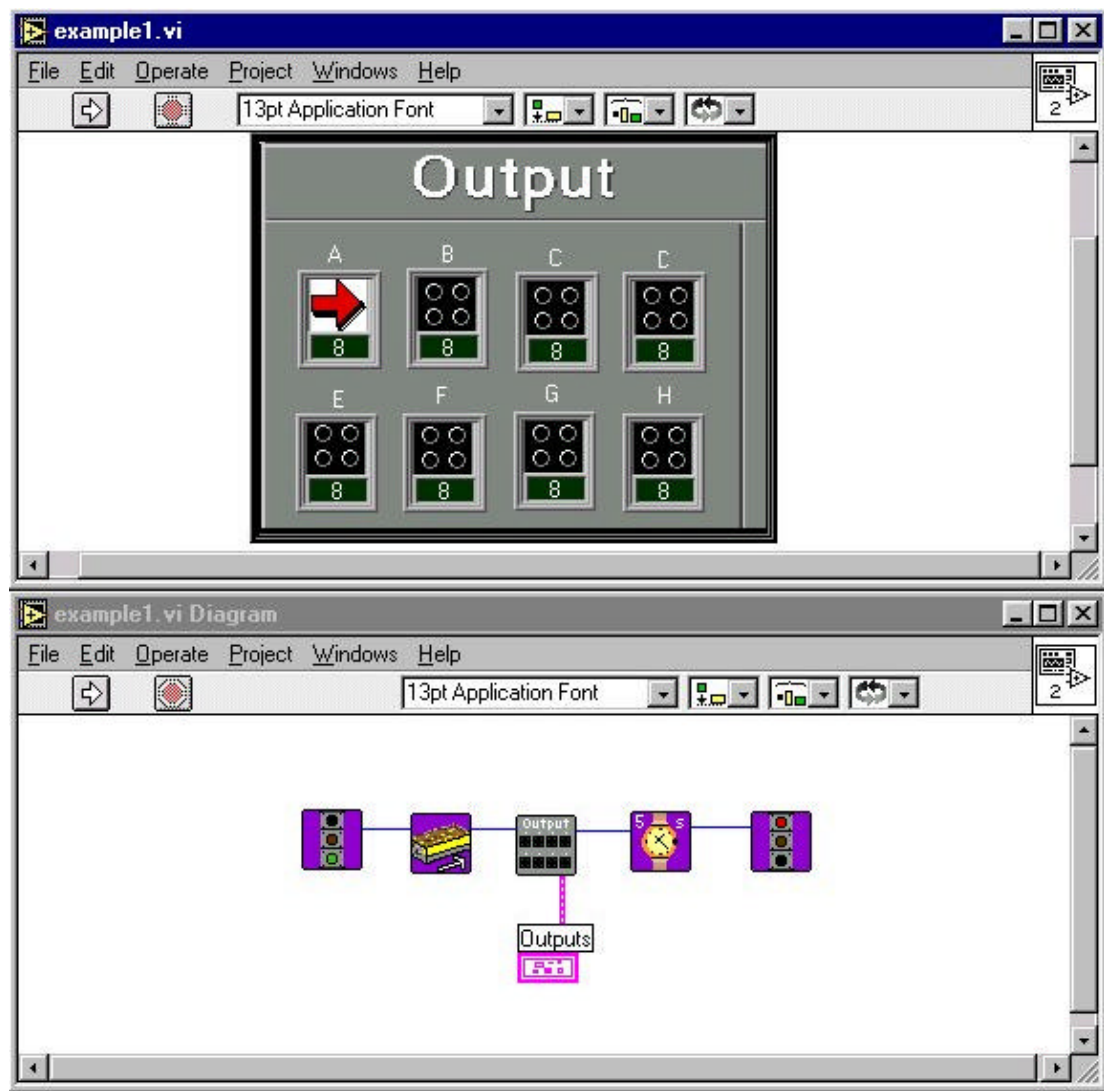 example1.vi
File Edit Operate Project Windows Help
13pt Application Font
2
Output
A B C C
8 8 8 8
E F G H
8 8 8 8
example1.vi Diagram
File Edit Operate Project Windows Help
13pt Application Font
2
Output 5 s
Outputs